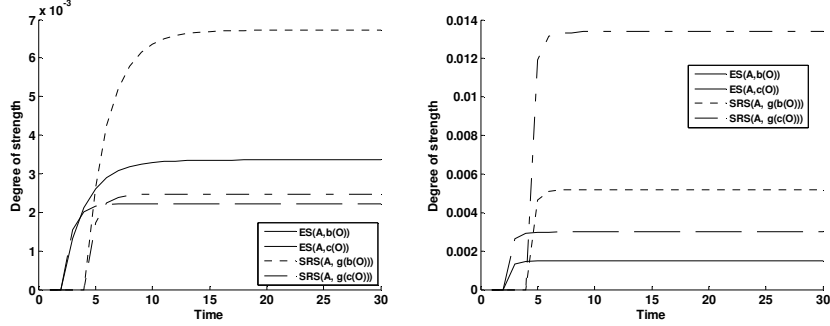 x 10⁻³
7
6
5
4
3
2
1
0
0 5 10 15 20 25 30
Degree of strength
Time
ES(A,b(O))
ES(A,c(O))
SRS(A, g(b(O)))
SRS(A, g(c(O)))
0.014
0.012
0.01
0.008
0.006
0.004
0.002
0
0 5 10 15 20 25 30
Degree of strength
Time
ES(A,b(O))
ES(A,c(O))
SRS(A, g(b(O)))
SRS(A, g(c(O)))